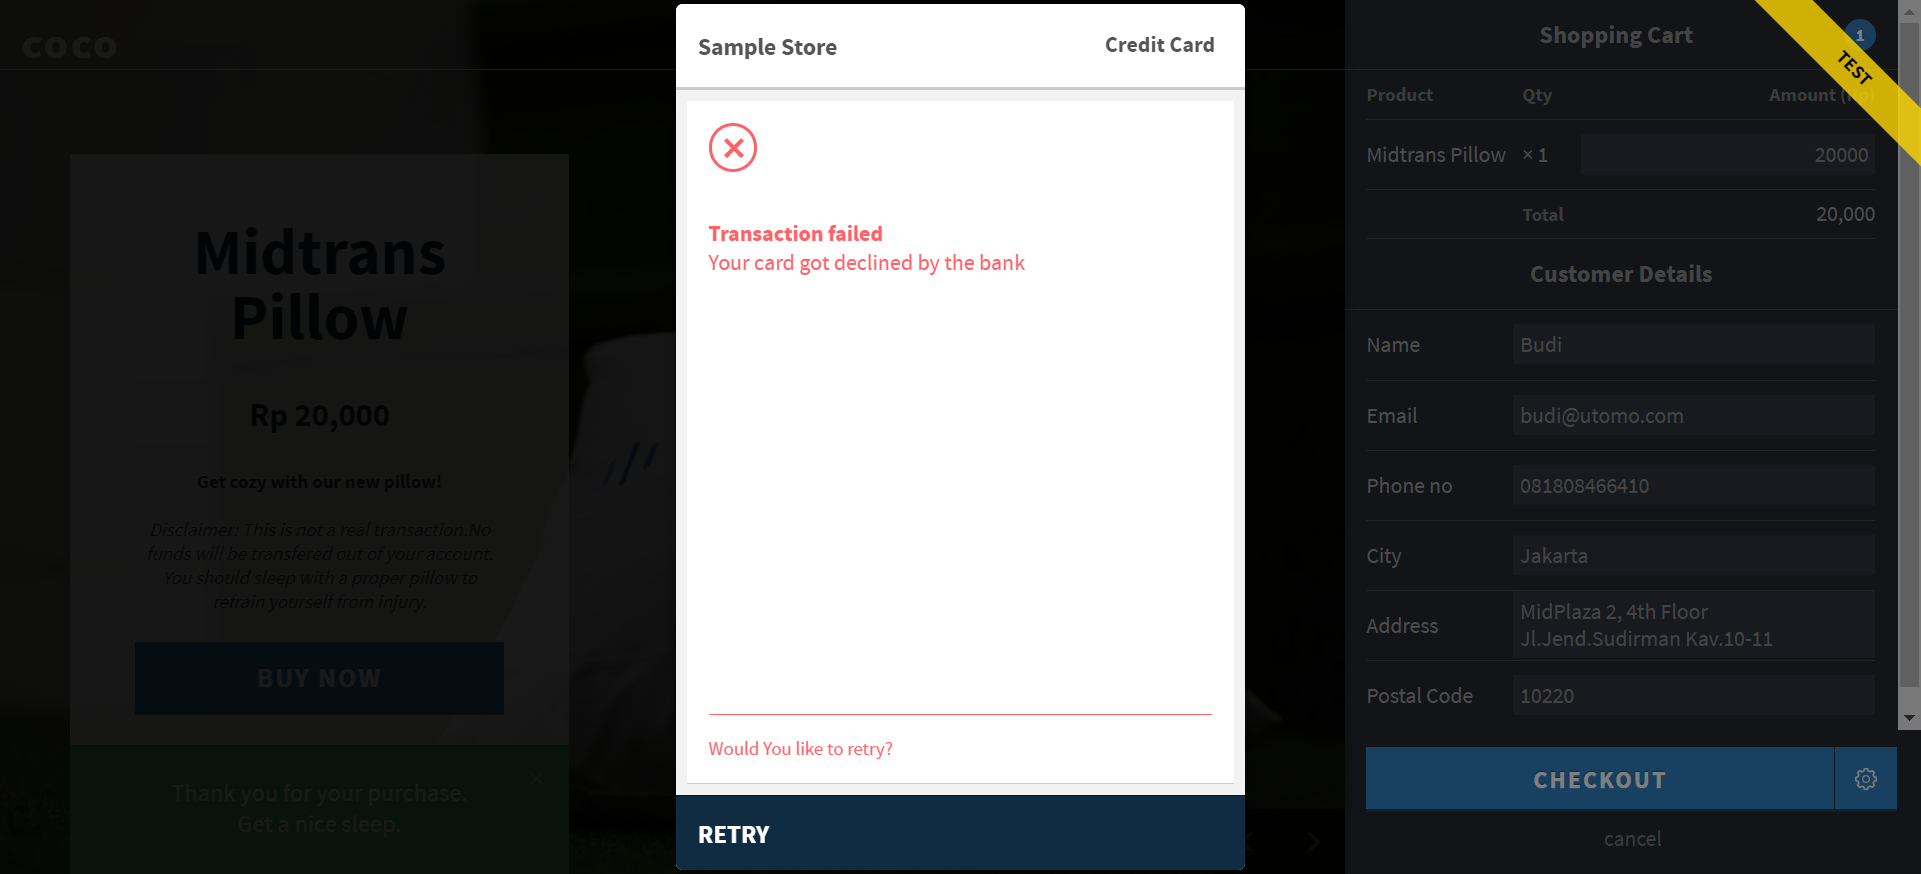 coco
Midtrans
Pillow
Rp 20,000
Get cozy with our new pillow!
Disclaimer: This is not a real transaction.No
funds will be transfered out of your account.
You should sleep with a proper pillow to
refrain yourself from injury.
BUY NOW
Thank you for your purchase.
Get a nice sleep.
Sample Store
Credit Card
Transaction failed
Your card got declined by the bank
Would You like to retry?
RETRY
Shopping Cart
1
TEST
Product Qty Amount (Rp)
Midtrans Pillow × 1 20000
Total 20,000
Customer Details
Name Budi
Email budi@utomo.com
Phone no 081808466410
City Jakarta
Address MidPlaza 2, 4th Floor
Jl.Jend.Sudirman Kav.10-11
Postal Code 10220
CHECKOUT
cancel